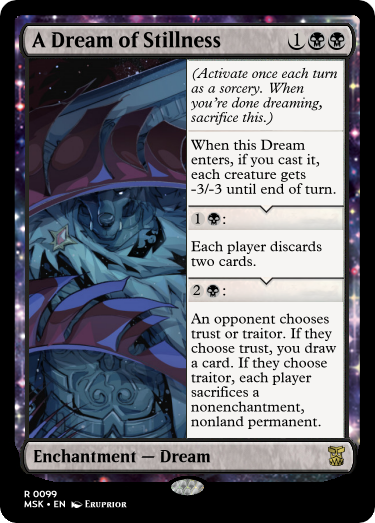 A Dream of Stillness 1
(Activate once each turn
as a sorcery. When
you're done dreaming,
sacrifice this.)
When this Dream
enters, if you cast it,
each creature gets
-3/-3 until end of turn.
1 :
Each player discards
two cards.
2 :
An opponent chooses
trust or traitor. If they
choose trust, you draw
a card. If they choose
traitor, each player
sacrifices a
nonenchantment,
nonland permanent.
Enchantment — Dream
R 0099
MSK • EN Eruprior